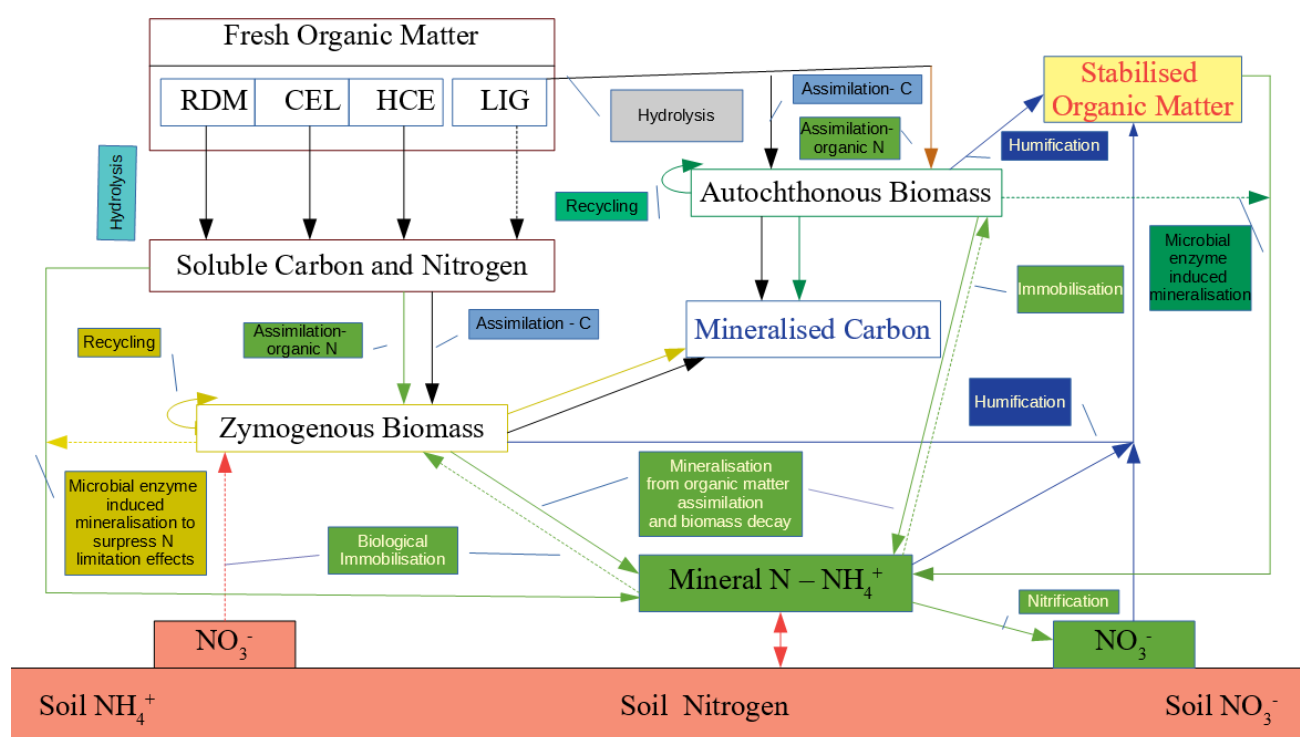 Fresh Organic Matter
RDM CEL HCE LIG
Hydrolysis
Assimilation- C
Assimilation-
organic N
Stabilised
Organic Matter
Humification
Hydrolysis
Recycling
Autochthonous Biomass
Soluble Carbon and Nitrogen
Microbial
enzyme
induced
mineralisation
Immobilisation
Assimilation-
organic N
Assimilation - C
Mineralised Carbon
Recycling
Zymogenous Biomass
Humification
Microbial enzyme
induced
mineralisation to
surpress N
limitation effects
Mineralisation
from organic matter
assimilation
and biomass decay
Biological
Immobilisation
Mineral N – NH₄⁺
Nitrification
NO₃⁻
NO₃⁻
Soil NH₄⁺
Soil Nitrogen
Soil NO₃⁻